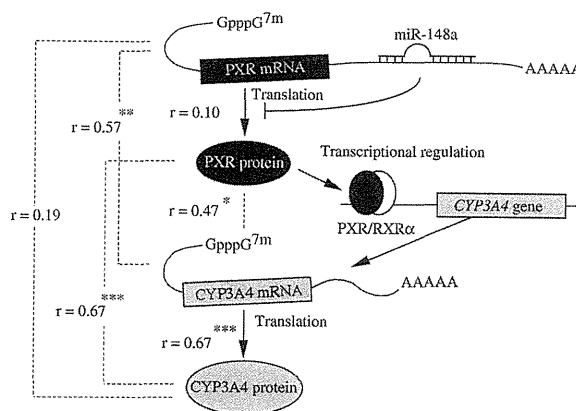 GpppG7m
miR-148a
PXR mRNA
AAAAA
Translation
r = 0.10
**
r = 0.57
PXR protein
Transcriptional regulation
r = 0.47 *
CYP3A4 gene
PXR/RXRα
r = 0.19
GpppG7m
AAAAA
CYP3A4 mRNA
***
r = 0.67
***
r = 0.67
Translation
CYP3A4 protein